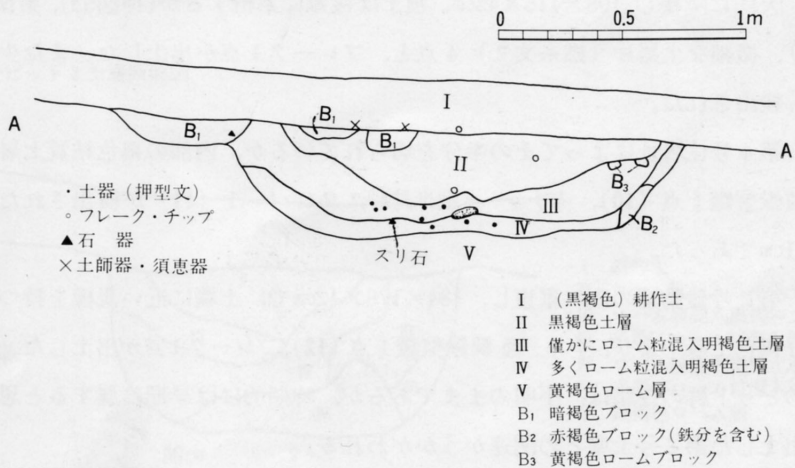 0 0.5 1m
A
A
I
B₁
B₁
B₁
II
B₃
III
B₂
IV
V
スリ石
・土器(押型文)
○フレーク・チップ
▲石 器
×土師器・須恵器
I (黒褐色)耕作土
II 黒褐色土層
III 僅かにローム粒混入明褐色土層
IV 多くローム粒混入明褐色土層
V 黄褐色ローム層
B₁ 暗褐色ブロック
B₂ 赤褐色ブロック(鉄分を含む)
B₃ 黄褐色ロームブロック